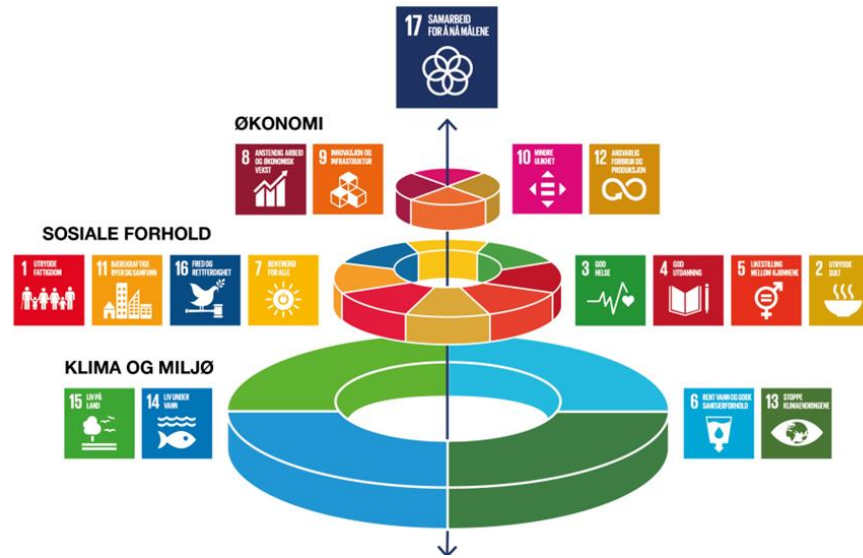 17 SAMARBEID
FOR Å NÅ MÅLENE
ØKONOMI
8 ANSTENDIG ARBEID
OG ØKONOMISK
VEKST
9 INNOVASJON OG
INFRASTRUKTUR
10 MINDRE
ULIKHET
12 ANSVARLIG
FORBRUK OG
PRODUKSJON
SOSIALE FORHOLD
1 UTRYDDE
FATTIGDOM
11 BÆREKRAFTIGE
BYER OG SAMFUNN
16 FRED OG
RETTFERDIGHET
7 REN ENERGI
FOR ALLE
3 GOD
HELSE
4 GOD
UTDANNING
5 LIKESTILLING
MELLOM KJØNNENE
2 UTRYDDE
SULT
KLIMA OG MILJØ
15 LIV PÅ
LAND
14 LIV UNDER
VANN
6 RENT VANN OG GODE
SANITÆRFORHOLD
13 STOPPE
KLIMAENDRINGENE